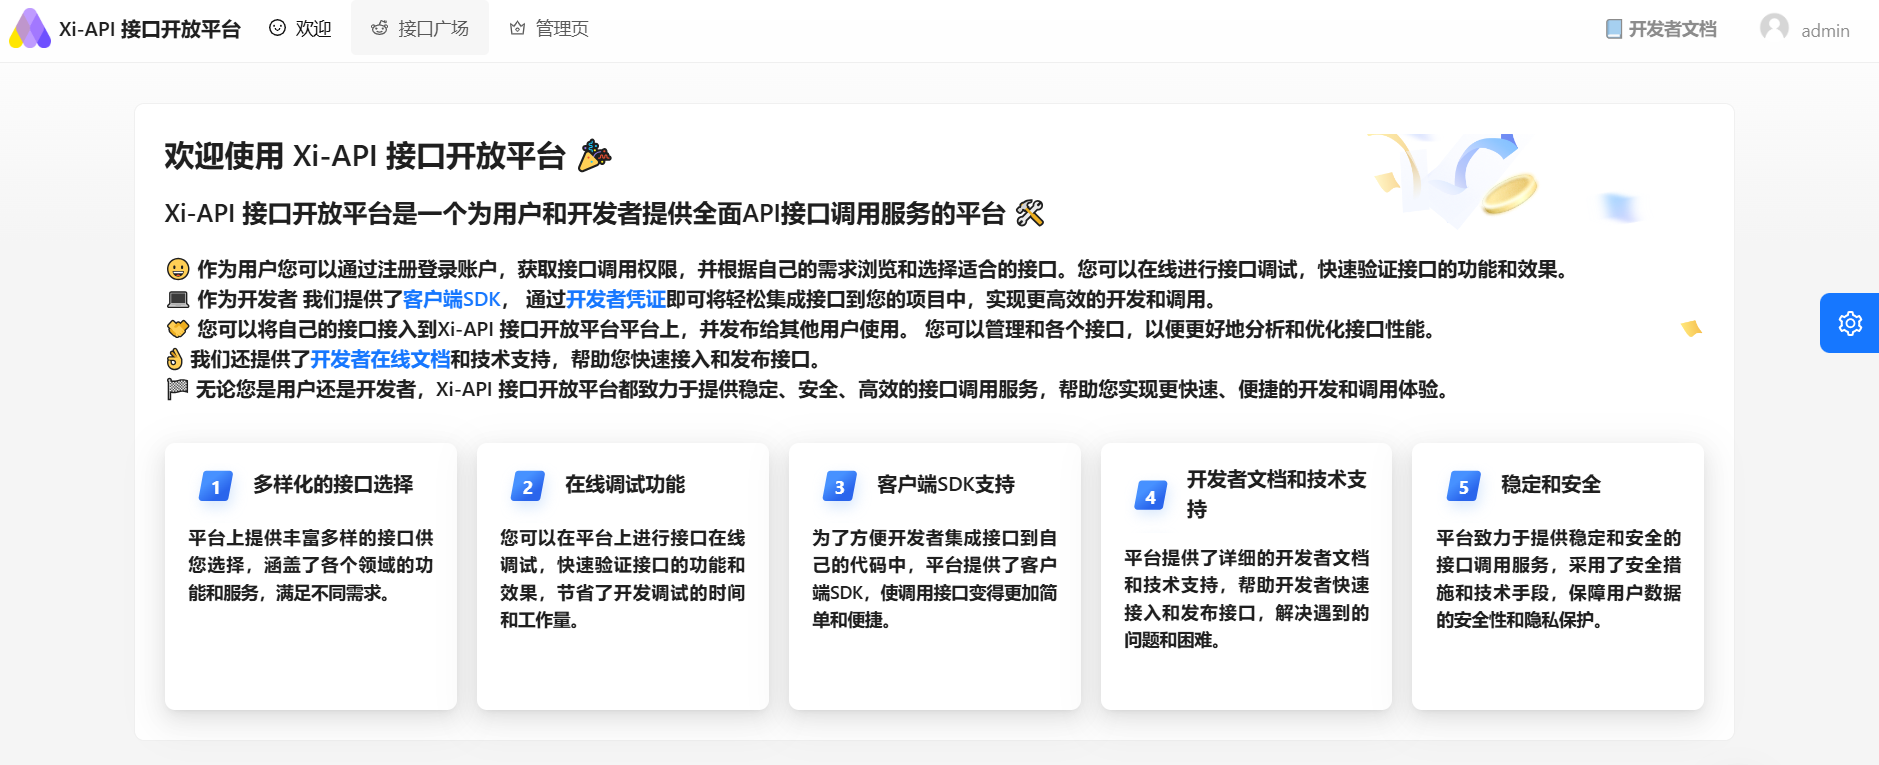 Xi-API 接口开放平台 欢迎 接口广场 管理页 开发者文档 admin
欢迎使用 Xi-API 接口开放平台 🎉
Xi-API 接口开放平台是一个为用户和开发者提供全面API接口调用服务的平台 🛠
😀 作为用户您可以通过注册登录账户，获取接口调用权限，并根据自己的需求浏览和选择适合的接口。您可以在线进行接口调试，快速验证接口的功能和效果。
💻 作为开发者 我们提供了客户端SDK， 通过开发者凭证即可将轻松集成接口到您的项目中，实现更高效的开发和调用。
🤝 您可以将自己的接口接入到Xi-API 接口开放平台平台上，并发布给其他用户使用。 您可以管理和各个接口，以便更好地分析和优化接口性能。
👌 我们还提供了开发者在线文档和技术支持，帮助您快速接入和发布接口。
🏁 无论您是用户还是开发者，Xi-API 接口开放平台都致力于提供稳定、安全、高效的接口调用服务，帮助您实现更快速、便捷的开发和调用体验。
1 多样化的接口选择
平台上提供丰富多样的接口供
您选择，涵盖了各个领域的功
能和服务，满足不同需求。
2 在线调试功能
您可以在平台上进行接口在线
调试，快速验证接口的功能和
效果，节省了开发调试的时间
和工作量。
3 客户端SDK支持
为了方便开发者集成接口到自
己的代码中，平台提供了客户
端SDK，使调用接口变得更加简
单和便捷。
4 开发者文档和技术支
持
平台提供了详细的开发者文档
和技术支持，帮助开发者快速
接入和发布接口，解决遇到的
问题和困难。
5 稳定和安全
平台致力于提供稳定和安全的
接口调用服务，采用了安全措
施和技术手段，保障用户数据
的安全性和隐私保护。